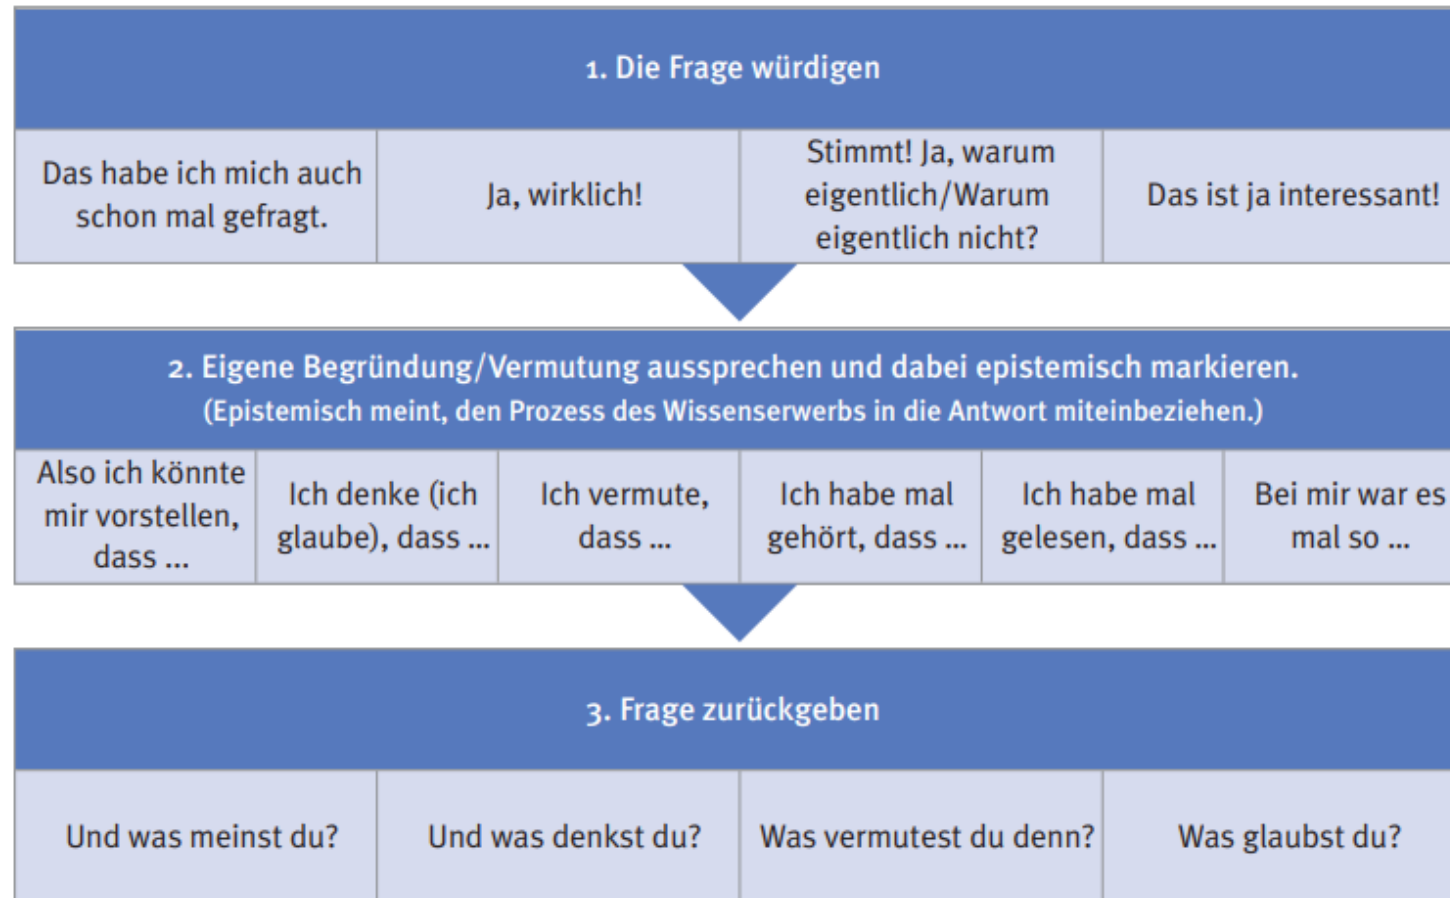 1. Die Frage würdigen
Das habe ich mich auch
schon mal gefragt.
Ja, wirklich!
Stimmt! Ja, warum
eigentlich/Warum
eigentlich nicht?
Das ist ja interessant!
2. Eigene Begründung/Vermutung aussprechen und dabei epistemisch markieren.
(Epistemisch meint, den Prozess des Wissenserwerbs in die Antwort miteinbeziehen.)
Also ich könnte
mir vorstellen,
dass ...
Ich denke (ich
glaube), dass ...
Ich vermute,
dass ...
Ich habe mal
gehört, dass ...
Ich habe mal
gelesen, dass ...
Bei mir war es
mal so ...
3. Frage zurückgeben
Und was meinst du?
Und was denkst du?
Was vermutest du denn?
Was glaubst du?